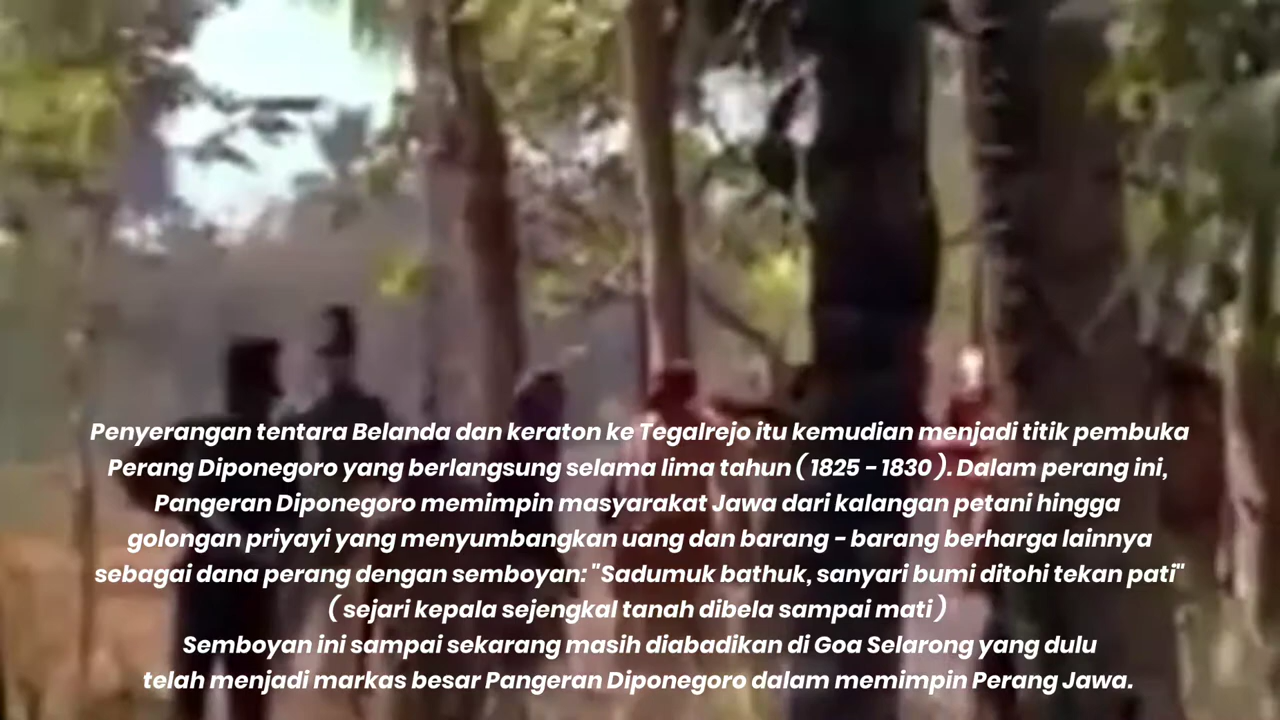 Penyerangan tentara Belanda dan keraton ke Tegalrejo itu kemudian menjadi titik pembuka
Perang Diponegoro yang berlangsung selama lima tahun ( 1825 - 1830 ). Dalam perang ini,
Pangeran Diponegoro memimpin masyarakat Jawa dari kalangan petani hingga
golongan priyayi yang menyumbangkan uang dan barang - barang berharga lainnya
sebagai dana perang dengan semboyan: "Sadumuk bathuk, sanyari bumi ditohi tekan pati"
( sejari kepala sejengkal tanah dibela sampai mati )
Semboyan ini sampai sekarang masih diabadikan di Goa Selarong yang dulu
telah menjadi markas besar Pangeran Diponegoro dalam memimpin Perang Jawa.